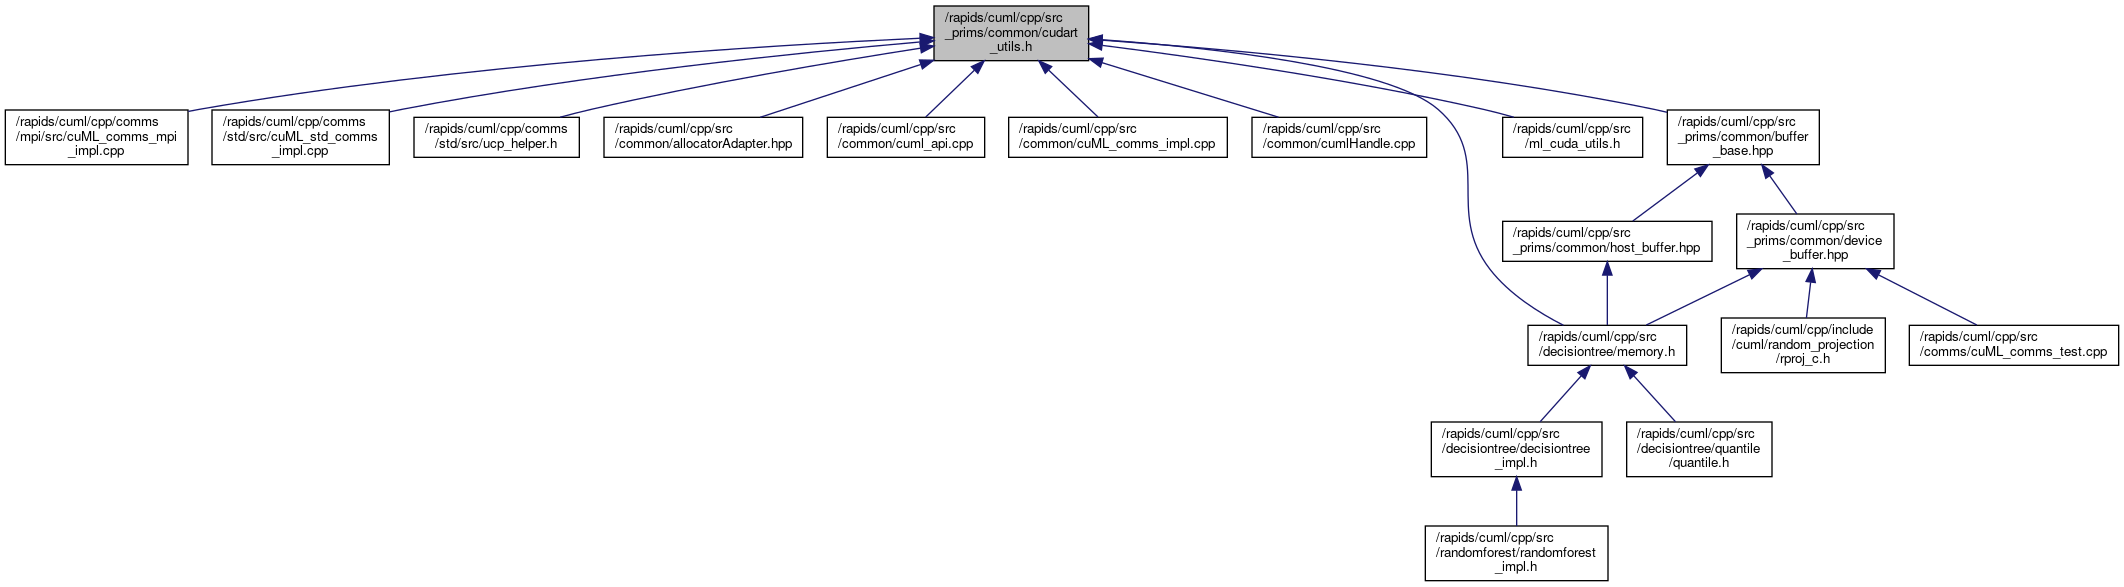 /rapids/cuml/cpp/src
_prims/common/cudart
_utils.h
/rapids/cuml/cpp/comms
/mpi/src/cuML_comms_mpi
_impl.cpp
/rapids/cuml/cpp/comms
/std/src/cuML_std_comms
_impl.cpp
/rapids/cuml/cpp/comms
/std/src/ucp_helper.h
/rapids/cuml/cpp/src
/common/allocatorAdapter.hpp
/rapids/cuml/cpp/src
/common/cuml_api.cpp
/rapids/cuml/cpp/src
/common/cuML_comms_impl.cpp
/rapids/cuml/cpp/src
/common/cumlHandle.cpp
/rapids/cuml/cpp/src
/ml_cuda_utils.h
/rapids/cuml/cpp/src
_prims/common/buffer
_base.hpp
/rapids/cuml/cpp/src
_prims/common/host_buffer.hpp
/rapids/cuml/cpp/src
_prims/common/device
_buffer.hpp
/rapids/cuml/cpp/src
/decisiontree/memory.h
/rapids/cuml/cpp/include
/cuml/random_projection
/rproj_c.h
/rapids/cuml/cpp/src
/comms/cuML_comms_test.cpp
/rapids/cuml/cpp/src
/decisiontree/decisiontree
_impl.h
/rapids/cuml/cpp/src
/decisiontree/quantile
/quantile.h
/rapids/cuml/cpp/src
/randomforest/randomforest
_impl.h